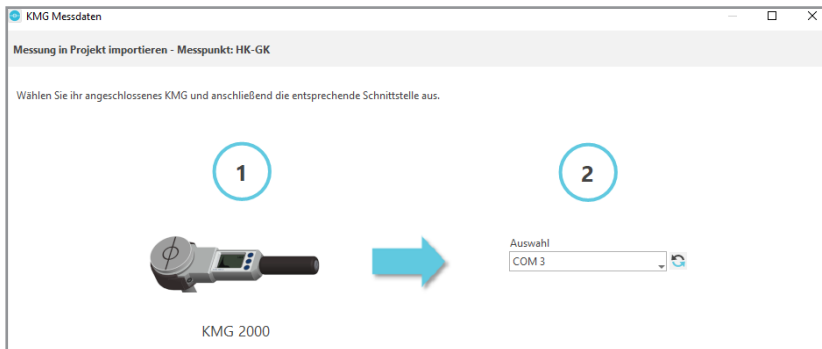 KMG Messdaten
Messung in Projekt importieren - Messpunkt: HK-GK
Wählen Sie ihr angeschlossenes KMG und anschließend die entsprechende Schnittstelle aus.
1
2
Auswahl
COM 3
KMG 2000